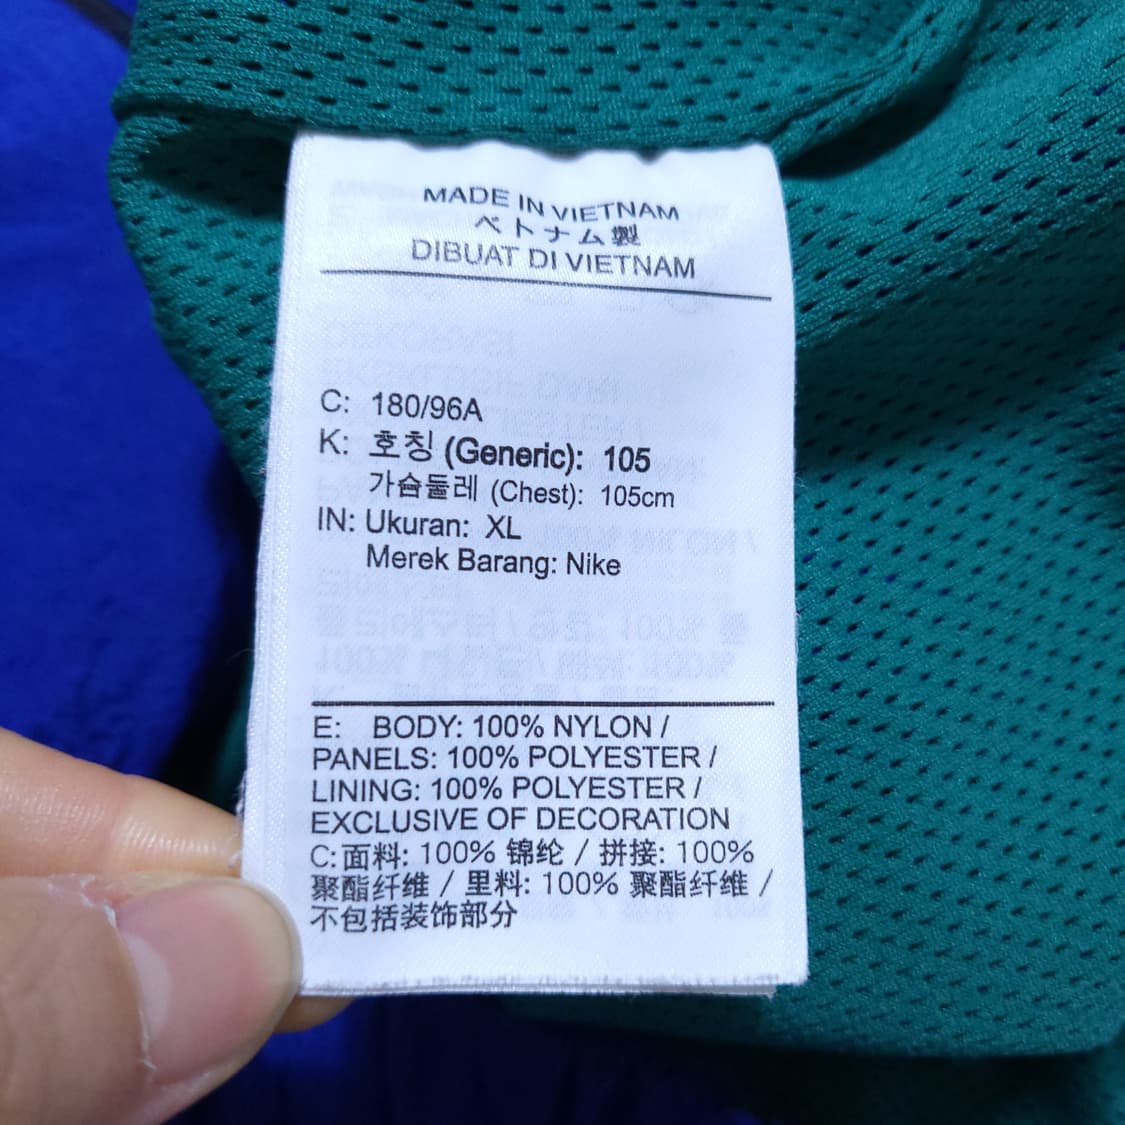 MADE IN VIETNAM
ベトナム製
DIBUAT DI VIETNAM
C: 180/96A
K: 호칭 (Generic): 105
가슴둘레 (Chest): 105cm
IN: Ukuran: XL
Merek Barang: Nike
E: BODY: 100% NYLON /
PANELS: 100% POLYESTER /
LINING: 100% POLYESTER /
EXCLUSIVE OF DECORATION
C:面料: 100% 锦纶 / 拼接: 100%
聚酯纤维 / 里料: 100% 聚酯纤维 /
不包括装饰部分